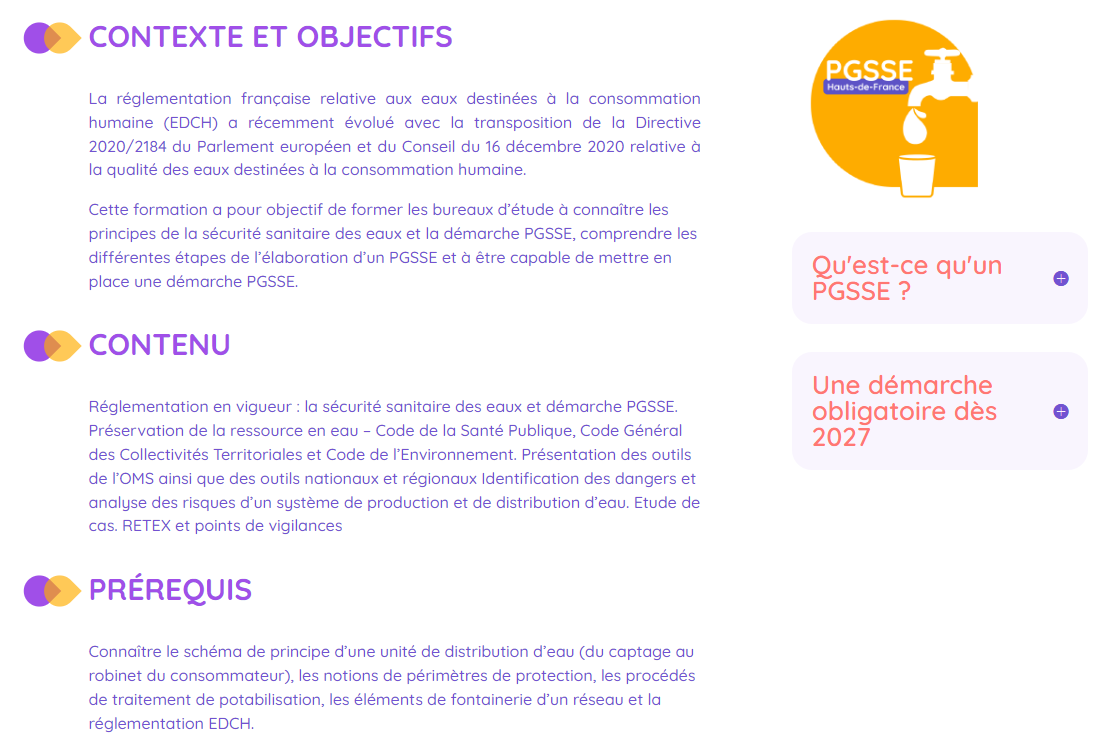 CONTEXTE ET OBJECTIFS
La réglementation française relative aux eaux destinées à la consommation
humaine (EDCH) a récemment évolué avec la transposition de la Directive
2020/2184 du Parlement européen et du Conseil du 16 décembre 2020 relative à
la qualité des eaux destinées à la consommation humaine.
Cette formation a pour objectif de former les bureaux d’étude à connaître les
principes de la sécurité sanitaire des eaux et la démarche PGSSE, comprendre les
différentes étapes de l’élaboration d’un PGSSE et à être capable de mettre en
place une démarche PGSSE.
CONTENU
Réglementation en vigueur : la sécurité sanitaire des eaux et démarche PGSSE.
Préservation de la ressource en eau – Code de la Santé Publique, Code Général
des Collectivités Territoriales et Code de l’Environnement. Présentation des outils
de l’OMS ainsi que des outils nationaux et régionaux Identification des dangers et
analyse des risques d’un système de production et de distribution d’eau. Etude de
cas. RETEX et points de vigilances
PRÉREQUIS
Connaître le schéma de principe d’une unité de distribution d’eau (du captage au
robinet du consommateur), les notions de périmètres de protection, les procédés
de traitement de potabilisation, les éléments de fontainerie d’un réseau et la
réglementation EDCH.
PGSSE
Hauts-de-France
Qu'est-ce qu'un
PGSSE ?
Une démarche
obligatoire dès
2027